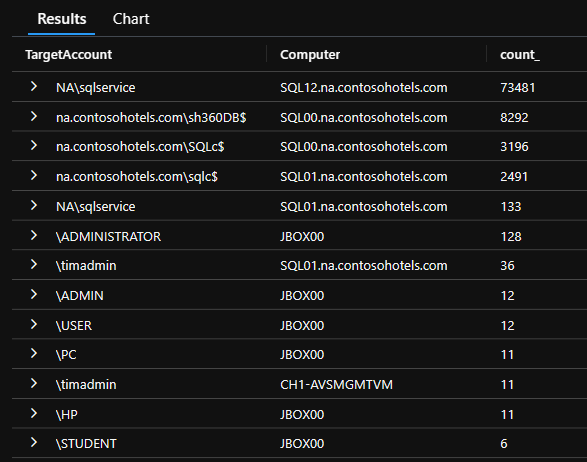 Results Chart
TargetAccount Computer count_
NA\sqlservice SQL12.na.contosohotels.com 73481
na.contosohotels.com\sh360DB$ SQL00.na.contosohotels.com 8292
na.contosohotels.com\SQLc$ SQL00.na.contosohotels.com 3196
na.contosohotels.com\sqlc$ SQL01.na.contosohotels.com 2491
NA\sqlservice SQL01.na.contosohotels.com 133
\ADMINISTRATOR JBOX00 128
\timadmin SQL01.na.contosohotels.com 36
\ADMIN JBOX00 12
\USER JBOX00 12
\PC JBOX00 11
\timadmin CH1-AVSMGMTVM 11
\HP JBOX00 11
\STUDENT JBOX00 6